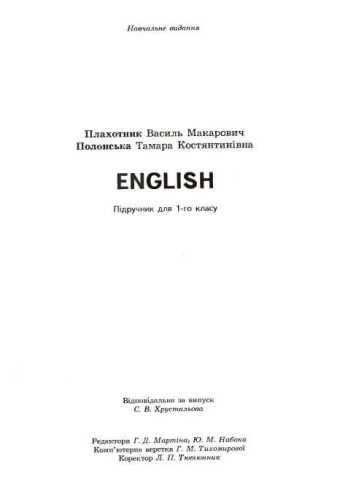 Навчальне видання
Плахотник Василь Макарович
Полонська Тамара Костянтинівна
ENGLISH
Підручник для 1-го класу
Відповідальна за випуск
С. В. Хрустальова
Редактори Г. Д. Мартіна; Ю. М. Набока
Комп'ютерна верстка Г. М. Тихомирової
Коректор Л. П. Тютюнник